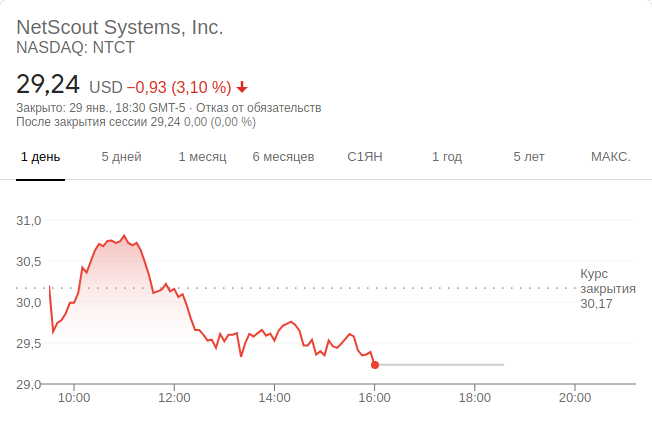 NetScout Systems, Inc.
NASDAQ: NTCT
29,24 USD −0,93 (3,10 %)
Закрыто: 29 янв., 18:30 GMT-5 · Отказ от обязательств
После закрытия сессии 29,24 0,00 (0,00 %)
1 день 5 дней 1 месяц 6 месяцев С1ЯН 1 год 5 лет МАКС.
31,0
30,5
Курс
закрытия
30,17
30,0
29,5
29,0
10:00 12:00 14:00 16:00 18:00 20:00